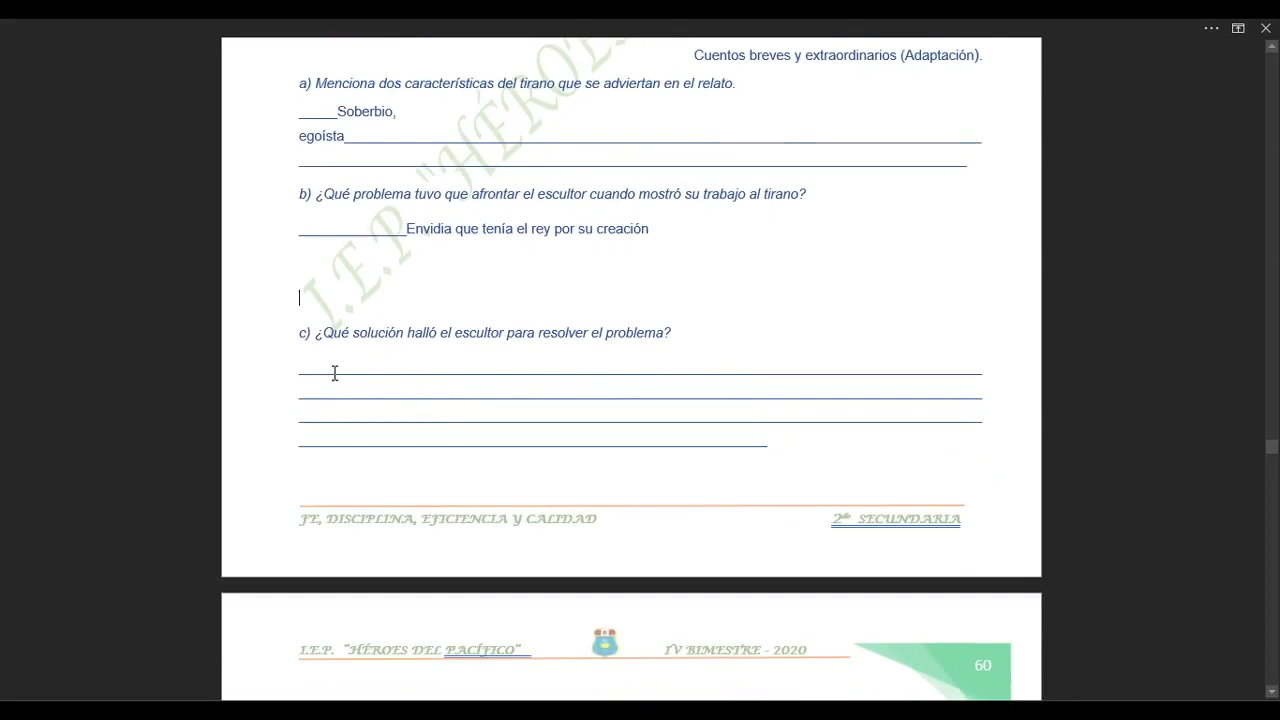 Cuentos breves y extraordinarios (Adaptación).
a) Menciona dos características del tirano que se adviertan en el relato.
_____Soberbio,
egoísta
b) ¿Qué problema tuvo que afrontar el escultor cuando mostró su trabajo al tirano?
______________Envidia que tenía el rey por su creación
c) ¿Qué solución halló el escultor para resolver el problema?
FE, DISCIPLINA, EFICIENCIA Y CALIDAD 2do SECUNDARIA
I.E.P. "HÉROES DEL PACÍFICO" IV BIMESTRE - 2020
60
I.E.P "HÉROES